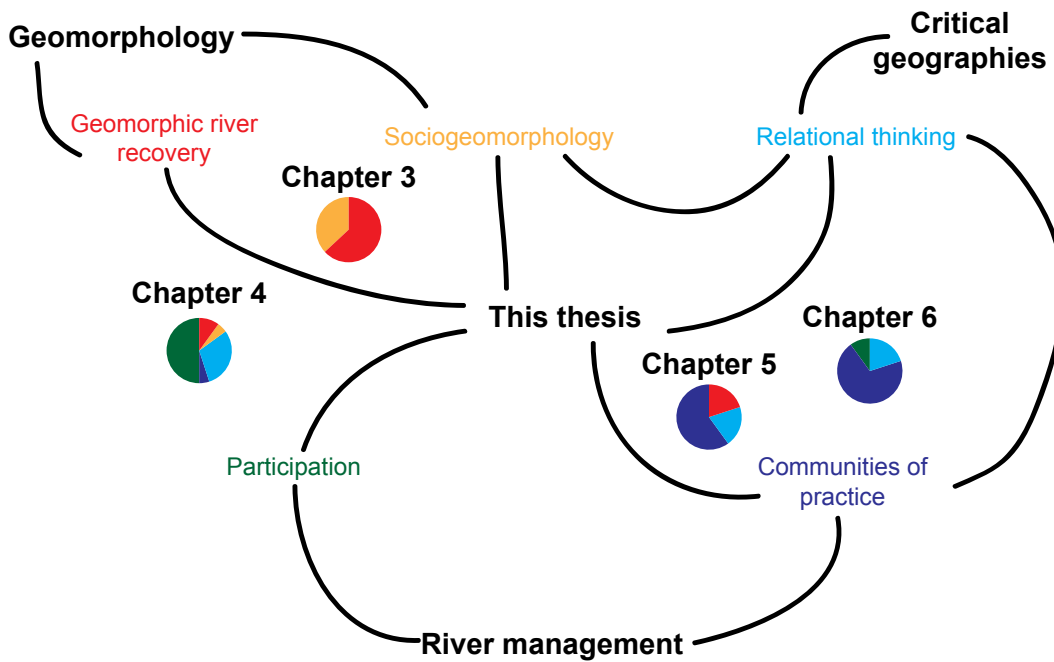 Geomorphology
Critical
geographies
Geomorphic river
recovery
Sociogeomorphology
Relational thinking
Chapter 3
Chapter 4
This thesis
Chapter 6
Chapter 5
Participation
Communities of
practice
River management